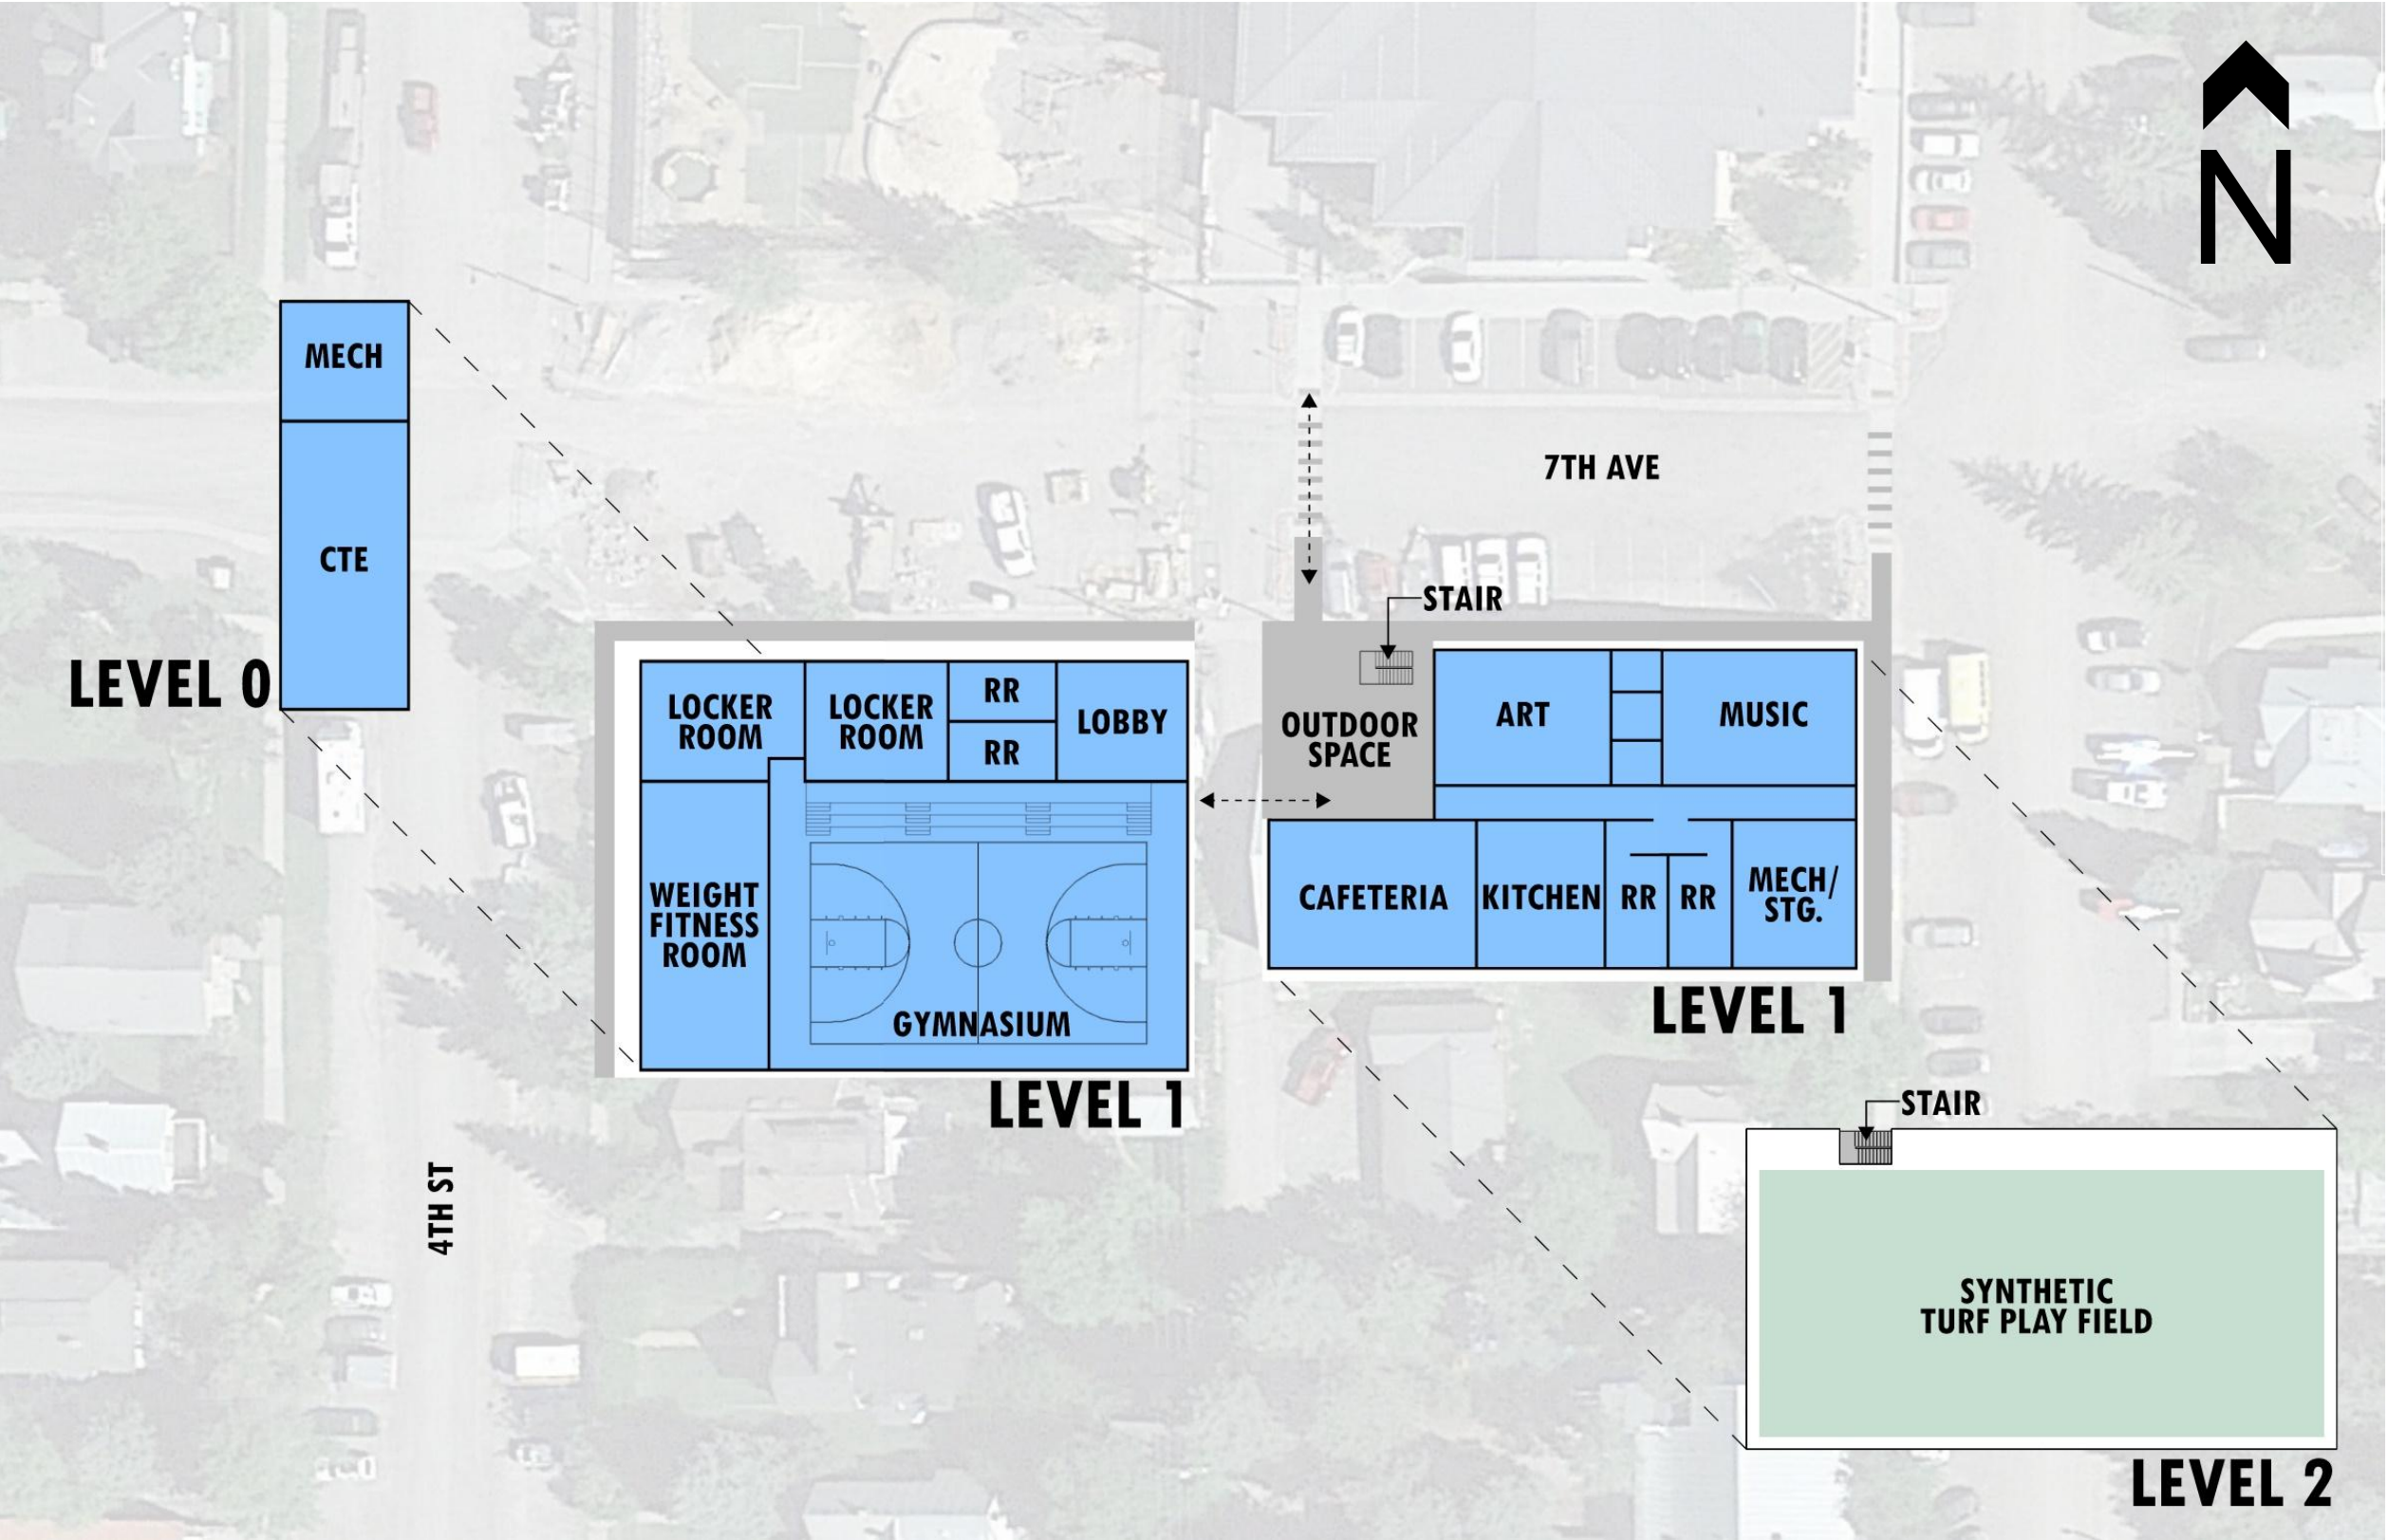 N
MECH
CTE
LEVEL 0
7TH AVE
STAIR
LOCKER
ROOM
LOCKER
ROOM
RR
RR
LOBBY
WEIGHT
FITNESS
ROOM
GYMNASIUM
LEVEL 1
OUTDOOR
SPACE
ART
MUSIC
CAFETERIA
KITCHEN
RR
RR
MECH/
STG.
LEVEL 1
4TH ST
STAIR
SYNTHETIC
TURF PLAY FIELD
LEVEL 2